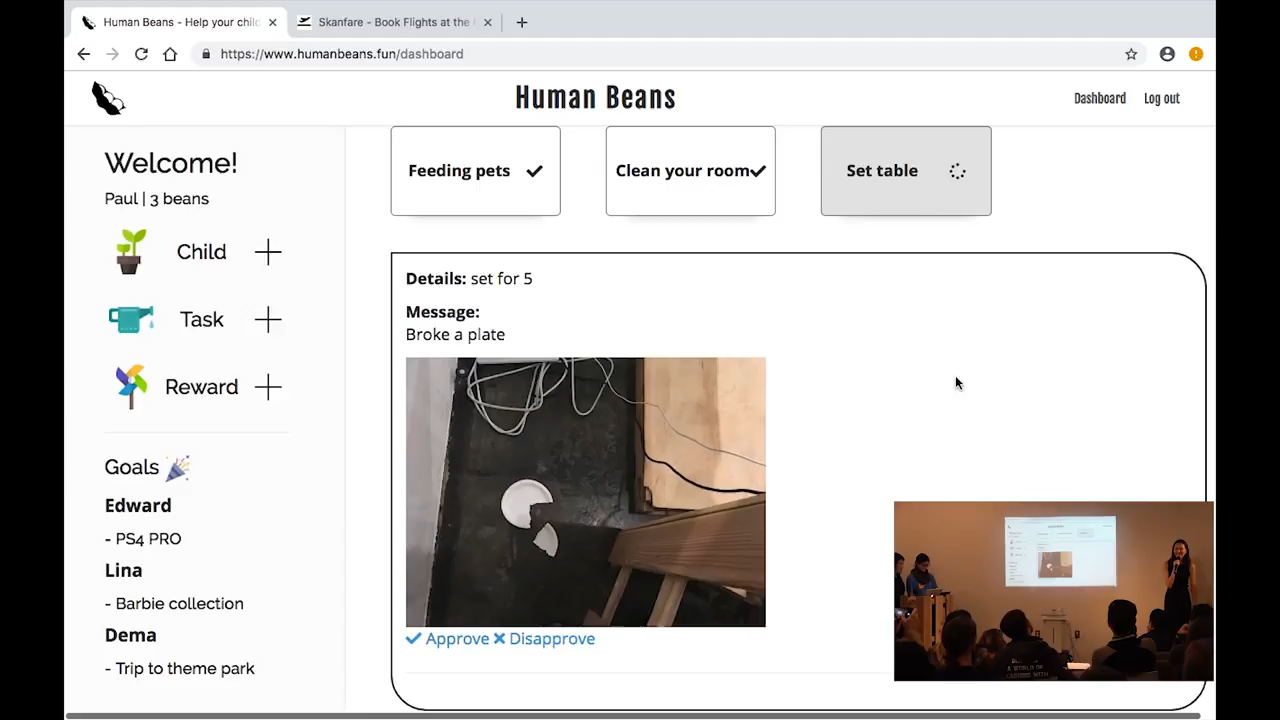 Human Beans - Help your child
Skanfare - Book Flights at the
https://www.humanbeans.fun/dashboard
Human Beans
Dashboard
Log out
Welcome!
Paul | 3 beans
Child
Task
Reward
Goals
Edward
- PS4 PRO
Lina
- Barbie collection
Dema
- Trip to theme park
Feeding pets
Clean your room
Set table
Details: set for 5
Message:
Broke a plate
Approve
Disapprove